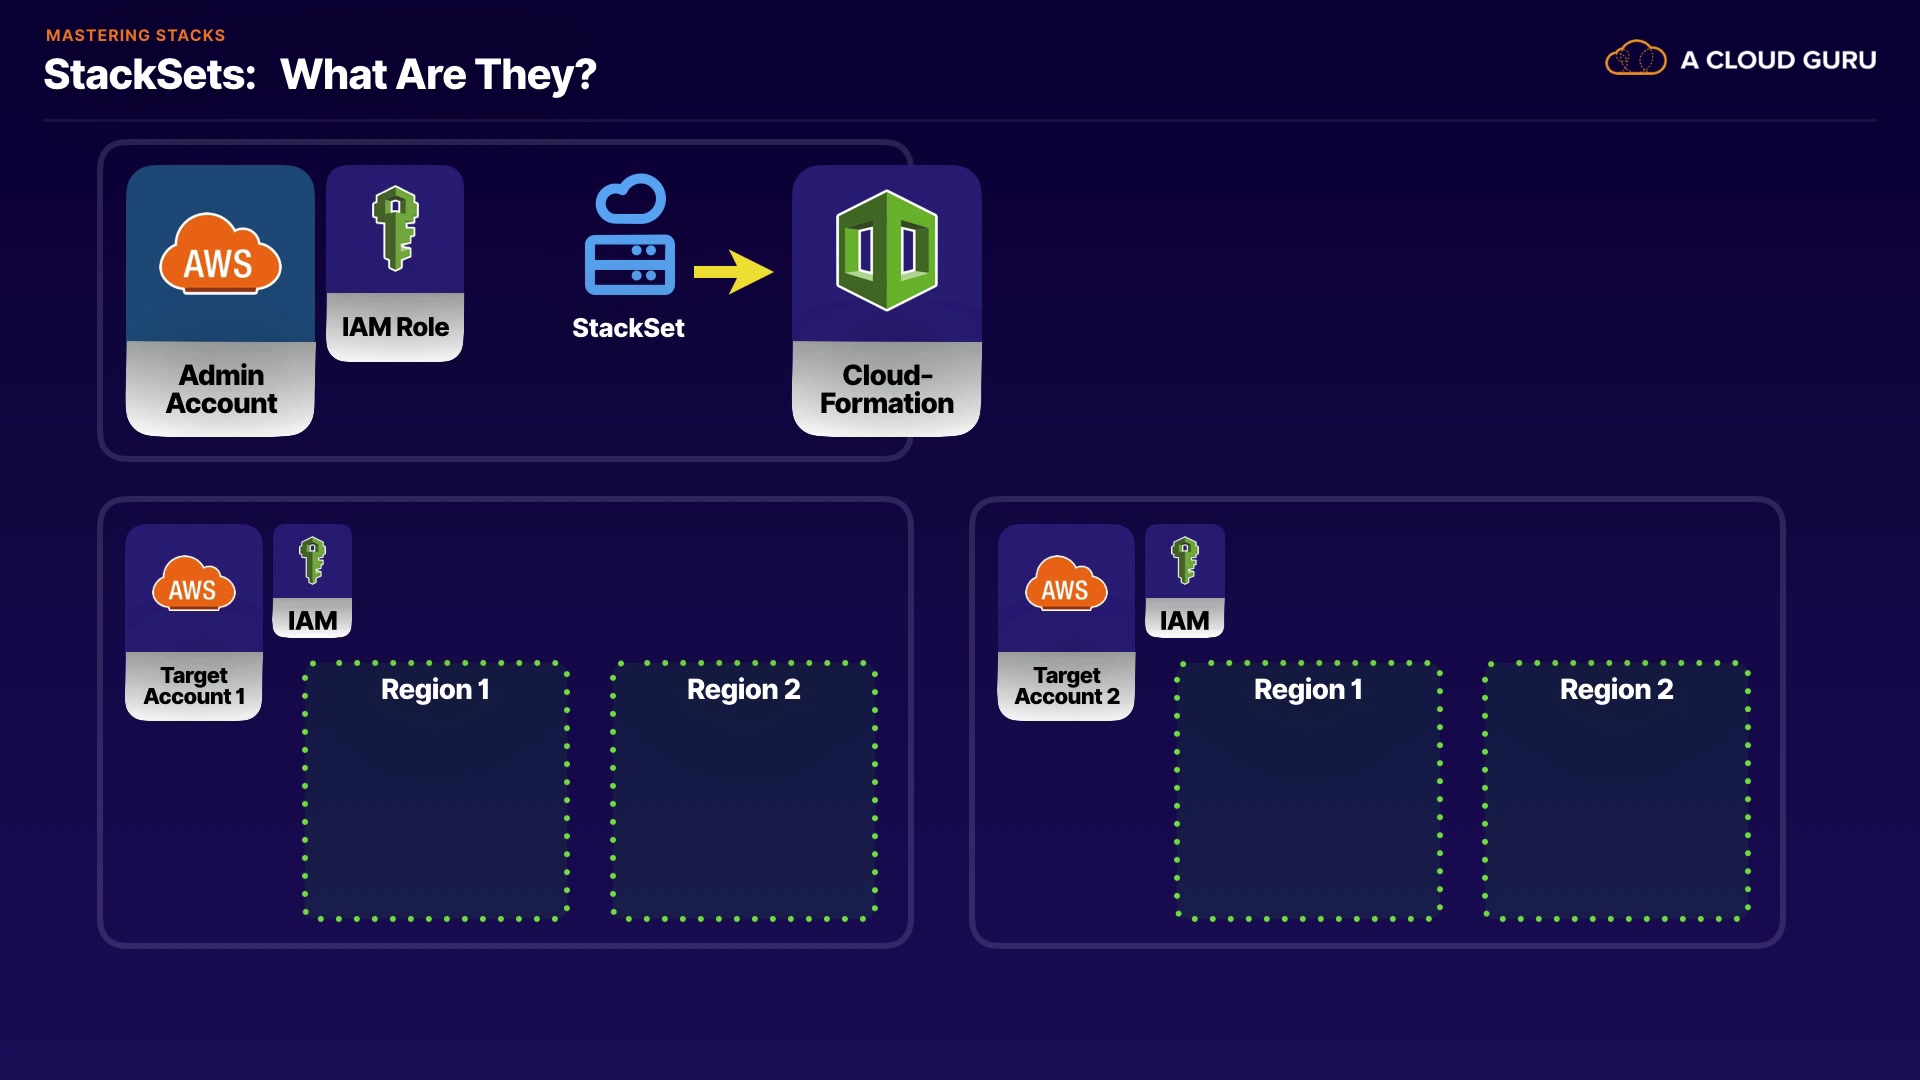 MASTERING STACKS
StackSets: What Are They?
A CLOUD GURU
AWS
Admin
Account
IAM Role
StackSet
Cloud-
Formation
AWS
Target
Account 1
IAM
Region 1
Region 2
AWS
Target
Account 2
IAM
Region 1
Region 2